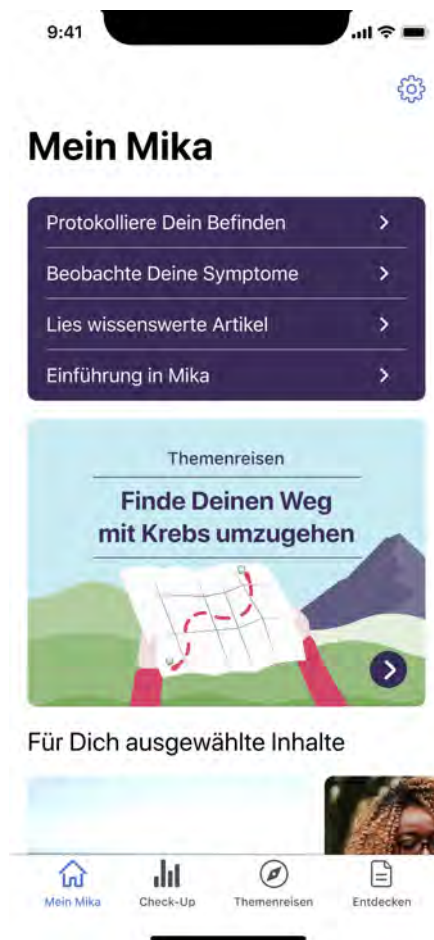 9:41
Mein Mika
Protokolliere Dein Befinden
Beobachte Deine Symptome
Lies wissenswerte Artikel
Einführung in Mika
Themenreisen
Finde Deinen Weg
mit Krebs umzugehen
Für Dich ausgewählte Inhalte
Mein Mika
Check-Up
Themenreisen
Entdecken